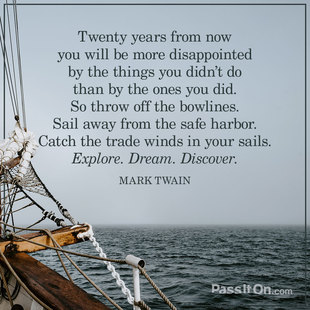 Twenty years from now
you will be more disappointed
by the things you didn't do
than by the ones you did.
So throw off the bowlines.
Sail away from the safe harbor.
Catch the trade winds in your sails.
Explore. Dream. Discover.
MARK TWAIN
PassItOn.com